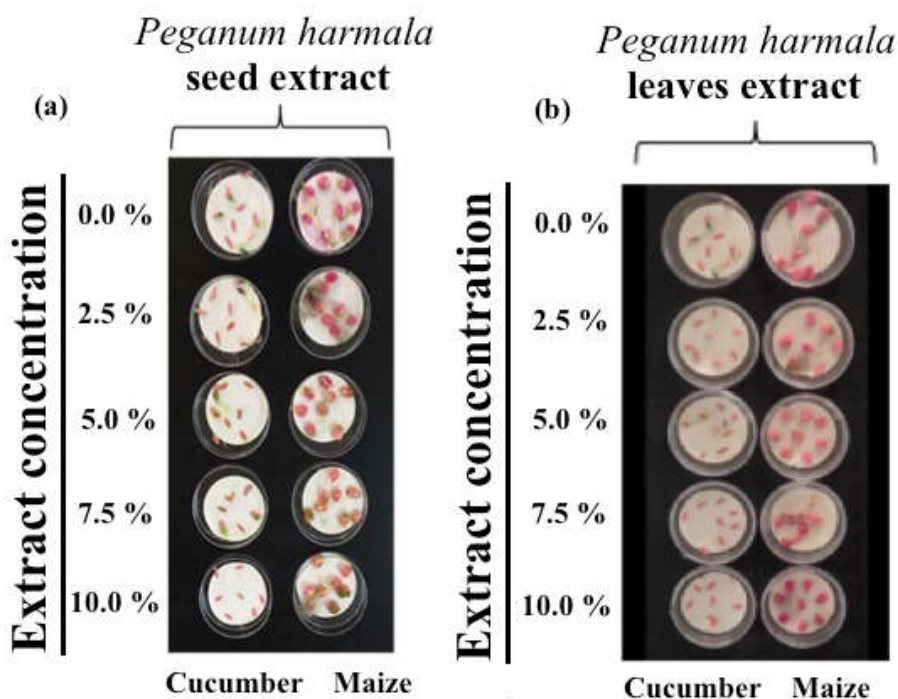 Peganum harmala
seed extract
(a)
Extract concentration
0.0 %
2.5 %
5.0 %
7.5 %
10.0 %
Cucumber Maize
Peganum harmala
leaves extract
(b)
Extract concentration
0.0 %
2.5 %
5.0 %
7.5 %
10.0 %
Cucumber Maize